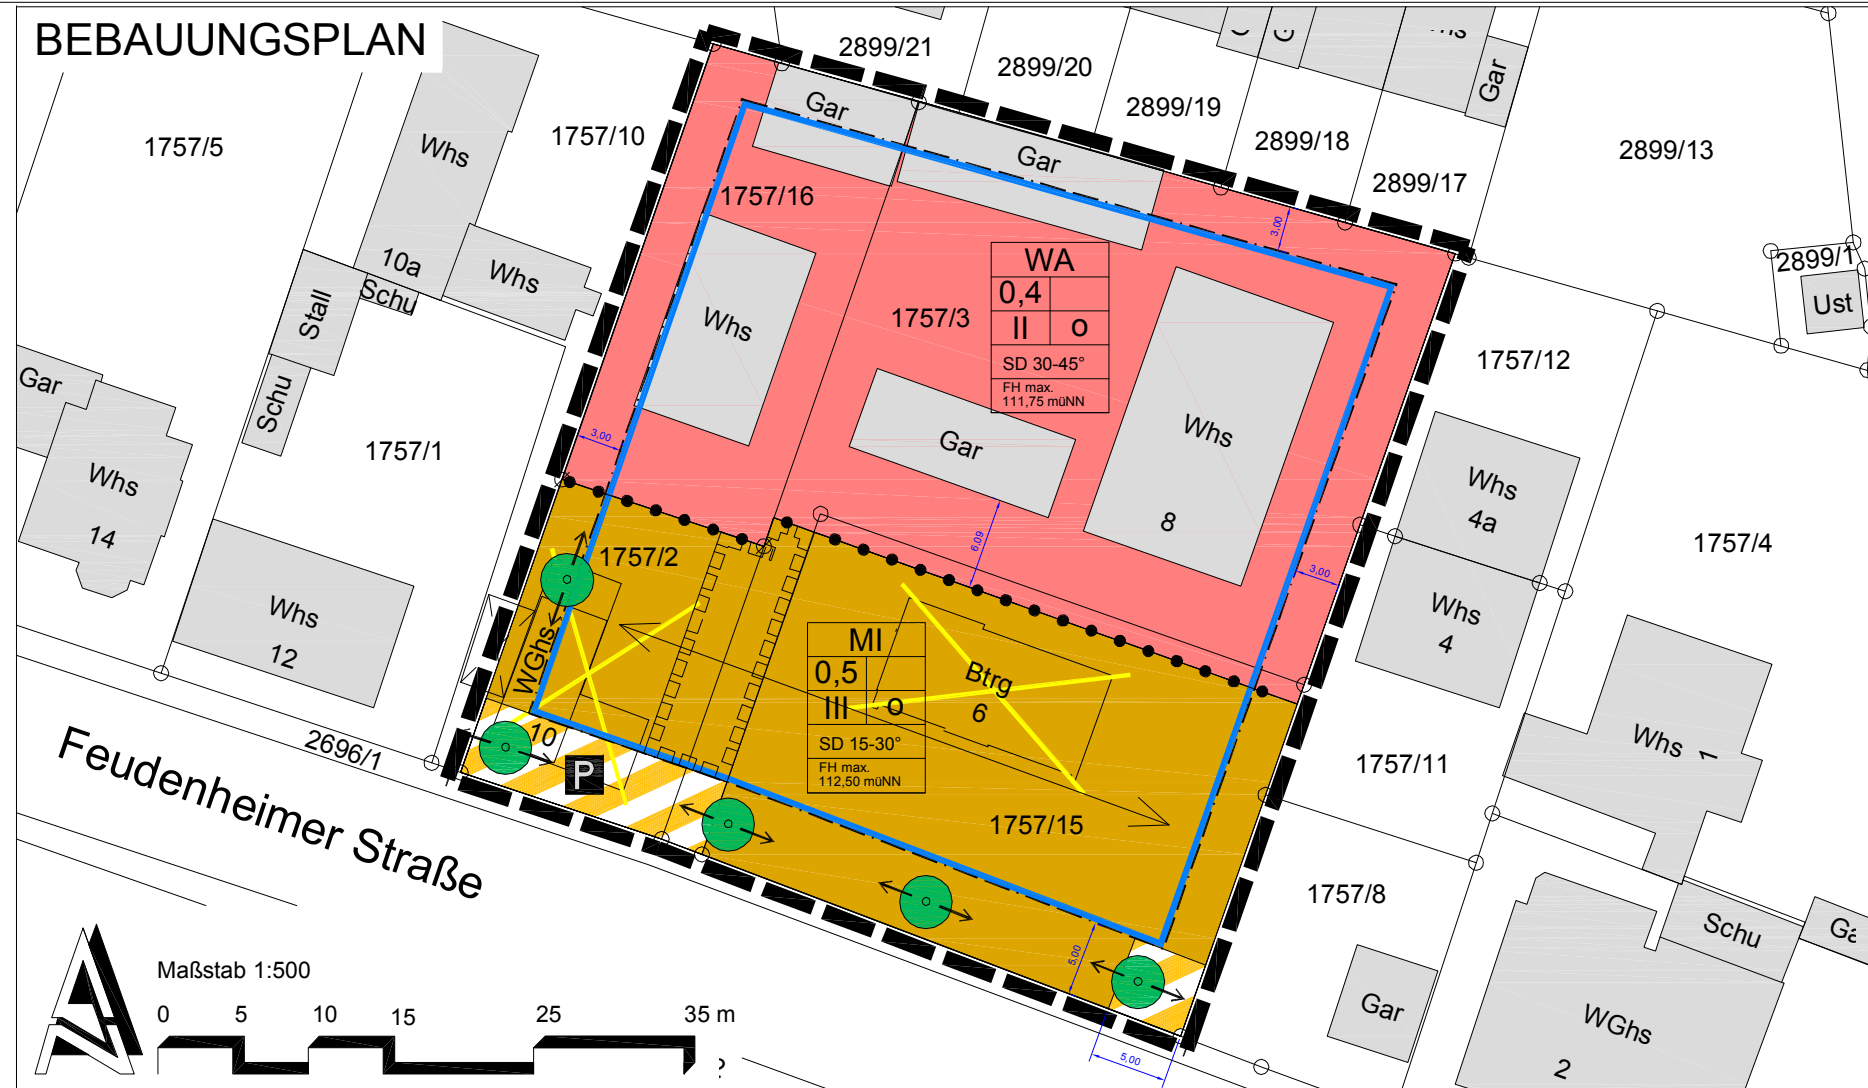 BEBAUUNGSPLAN
2899/21
2899/20
2899/19
2899/18
2899/17
2899/13
2899/1
Ust
Gar
1757/5
Whs
1757/10
10a
Whs
Schu
Stall
Schu
Gar
Whs
14
1757/1
Whs
12
Gar
Gar
1757/16
Whs
1757/3
Gar
Whs
8
3,00
3,00
3,00
6,09
WA
0,4
II o
SD 30-45°
FH max.
111,75 müNN
1757/12
Whs
4a
Whs
4
1757/4
1757/2
WGhs
10
P
MI
0,5
III o
SD 15-30°
FH max.
112,50 müNN
Btrg
6
1757/15
1757/11
Whs
1
1757/8
Gar
Schu
WGhs
2
5,00
5,00
2696/1
Feudenheimer Straße
Maßstab 1:500
0 5 10 15 25 35 m